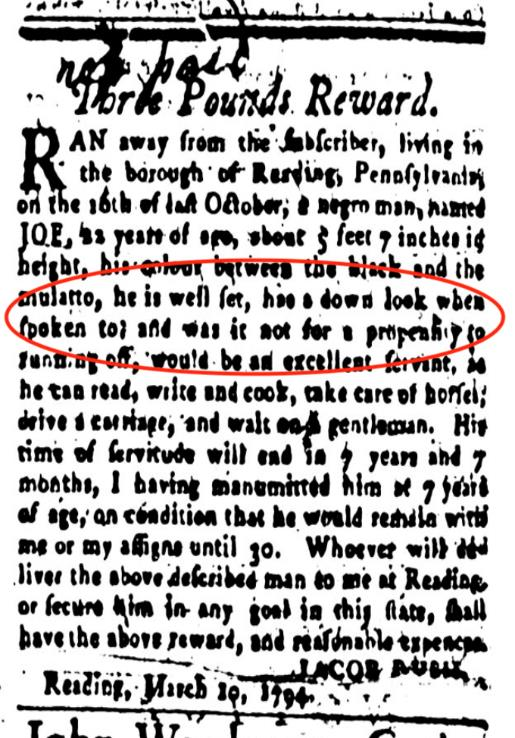 not paid
Three Pounds Reward.
RAN away from the ſubſcriber, living in
the borough of Reading, Pennſylvania,
on the 16th of laſt October, a negro man, named
JOE, 22 years of age, about 5 feet 7 inches in
height, his colour between the black and the
mulatto, he is well ſet, has a down look when
ſpoken to; and was it not for a propenſity to
running off, would be an excellent ſervant, as
he can read, write and cook, take care of horſes,
drive a carriage, and wait on a gentleman. His
time of ſervitude will end in 7 years and 7
months, I having manumitted him at 7 years
of age, on condition that he would remain with
me or my aſſigns until 30. Whoever will de-
liver the above deſcribed man to me at Reading,
or ſecure him in any goal in this ſtate, ſhall
have the above reward, and reaſonable expences.
JACOB
Reading, March 10, 1794.
John